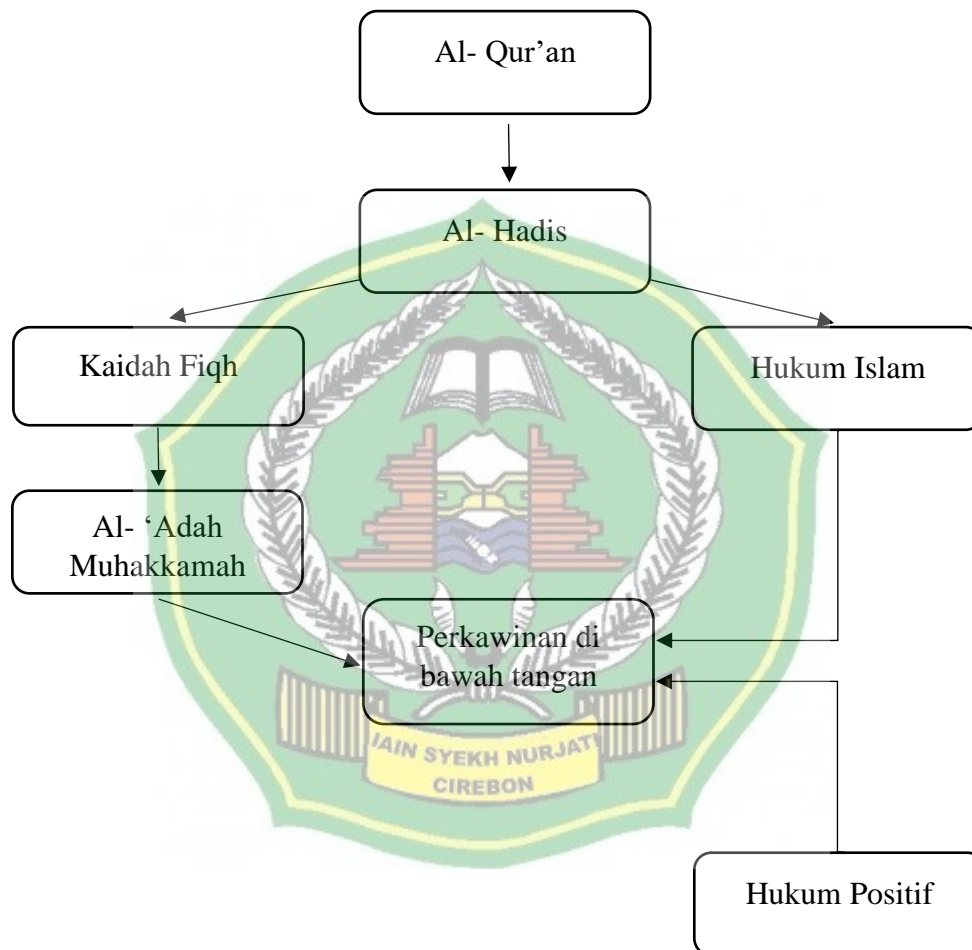 Al- Qur’an
Al- Hadis
Kaidah Fiqh
Hukum Islam
Al- ‘Adah
Muhakkamah
Perkawinan di
bawah tangan
IAIN SYEKH NURJATI
CIREBON
Hukum Positif